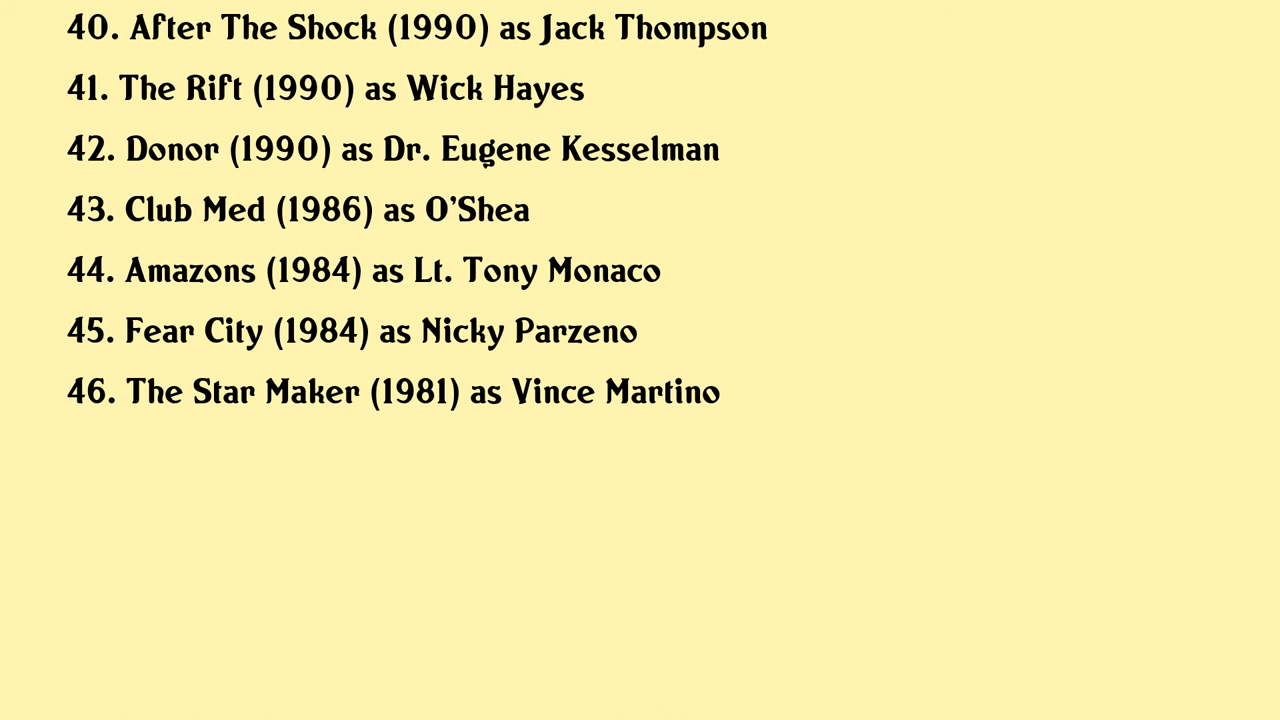 40. After The Shock (1990) as Jack Thompson
41. The Rift (1990) as Wick Hayes
42. Donor (1990) as Dr. Eugene Kesselman
43. Club Med (1986) as O’Shea
44. Amazons (1984) as Lt. Tony Monaco
45. Fear City (1984) as Nicky Parzeno
46. The Star Maker (1981) as Vince Martino